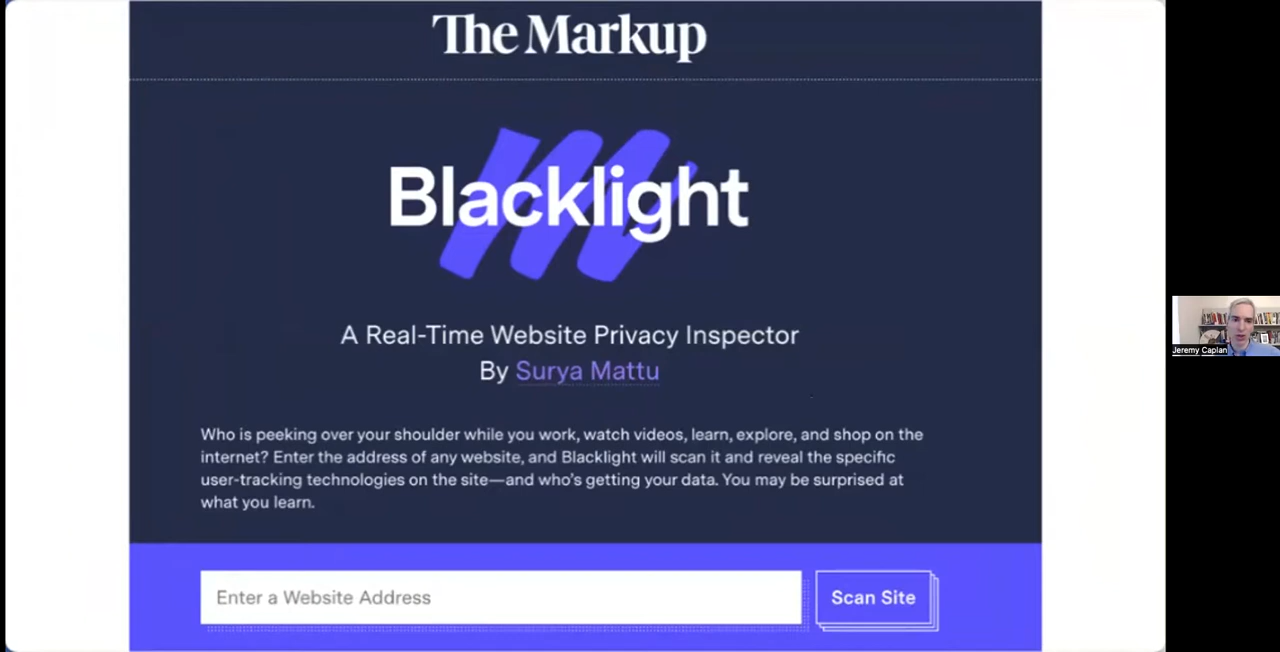 The Markup
Blacklight
A Real-Time Website Privacy Inspector
By Surya Mattu
Who is peeking over your shoulder while you work, watch videos, learn, explore, and shop on the
internet? Enter the address of any website, and Blacklight will scan it and reveal the specific
user-tracking technologies on the site—and who's getting your data. You may be surprised at
what you learn.
Enter a Website Address
Scan Site
Jeremy Caplan